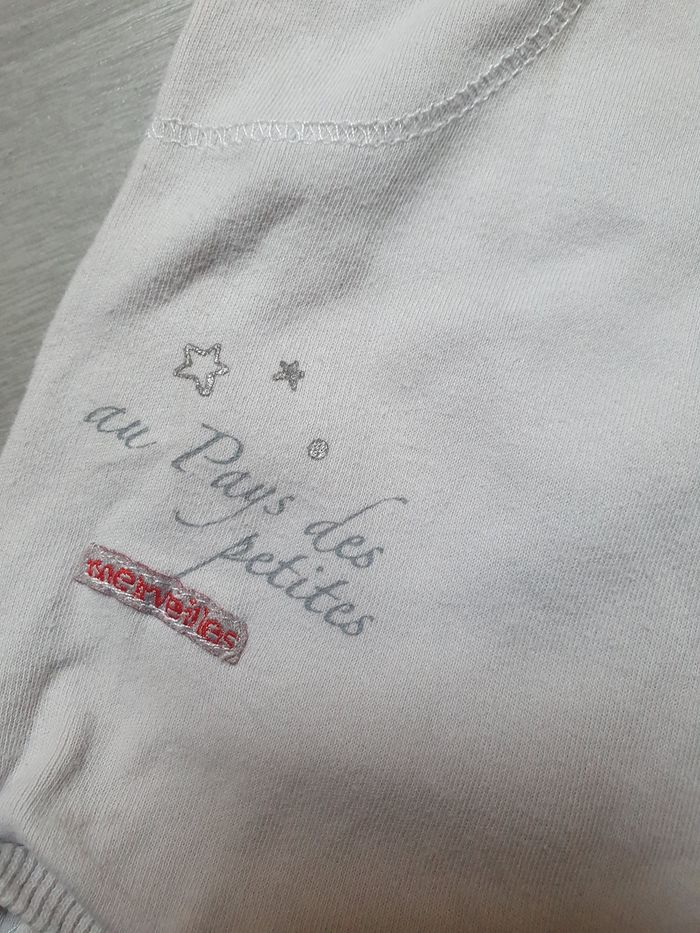 au Pays des
petites
merveilles